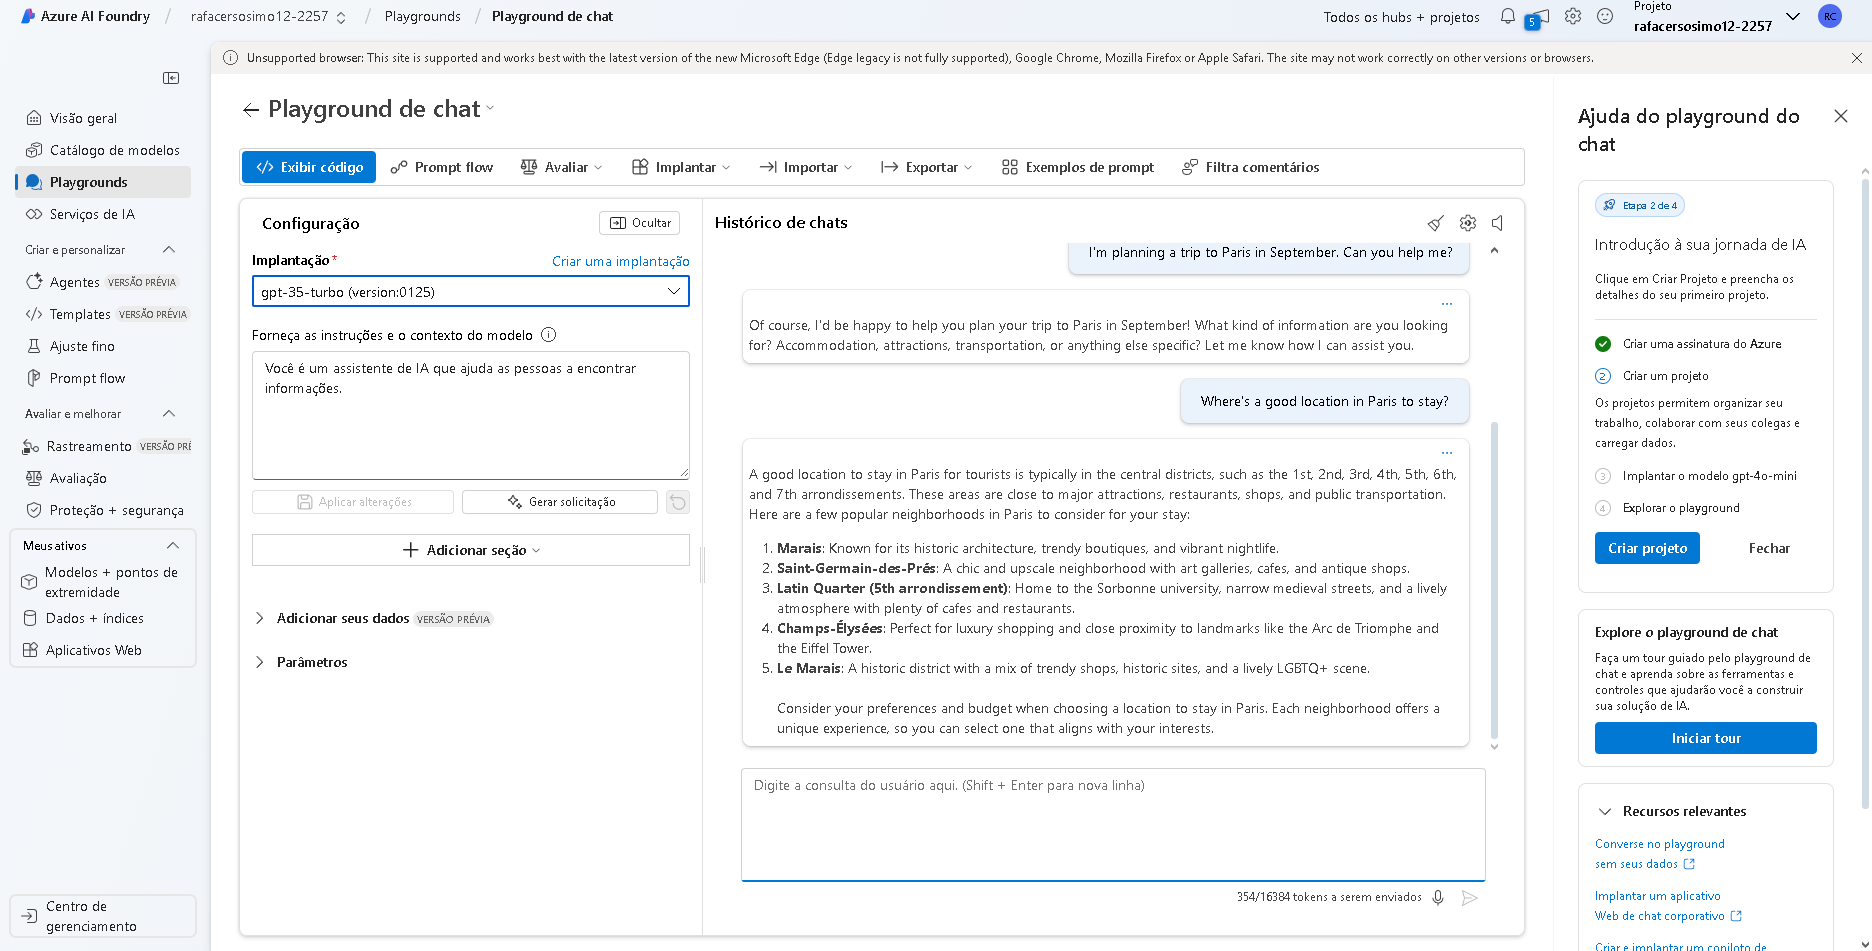 Azure AI Foundry / rafacersosimo12-2257 / Playgrounds / Playground de chat
Todos os hubs + projetos
5
Projeto
rafacersosimo12-2257
RC
Unsupported browser: This site is supported and works best with the latest version of the new Microsoft Edge (Edge legacy is not fully supported), Google Chrome, Mozilla Firefox or Apple Safari. The site may not work correctly on other versions or browsers.
Visão geral
Catálogo de modelos
Playgrounds
Serviços de IA
Criar e personalizar
Agentes VERSÃO PRÉVIA
Templates VERSÃO PRÉVIA
Ajuste fino
Prompt flow
Avaliar e melhorar
Rastreamento VERSÃO PRÉ
Avaliação
Proteção + segurança
Meus ativos
Modelos + pontos de
extremidade
Dados + índices
Aplicativos Web
Centro de
gerenciamento
Playground de chat
Exibir código
Prompt flow
Avaliar
Implantar
Importar
Exportar
Exemplos de prompt
Filtra comentários
Configuração
Ocultar
Implantação*
Criar uma implantação
gpt-35-turbo (version:0125)
Forneça as instruções e o contexto do modelo
Você é um assistente de IA que ajuda as pessoas a encontrar
informações.
Aplicar alterações
Gerar solicitação
Adicionar seção
Adicionar seus dados VERSÃO PRÉVIA
Parâmetros
Histórico de chats
I'm planning a trip to Paris in September. Can you help me?
Of course, I'd be happy to help you plan your trip to Paris in September! What kind of information are you looking
for? Accommodation, attractions, transportation, or anything else specific? Let me know how I can assist you.
Where's a good location in Paris to stay?
A good location to stay in Paris for tourists is typically in the central districts, such as the 1st, 2nd, 3rd, 4th, 5th, 6th,
and 7th arrondissements. These areas are close to major attractions, restaurants, shops, and public transportation.
Here are a few popular neighborhoods in Paris to consider for your stay:
1. Marais: Known for its historic architecture, trendy boutiques, and vibrant nightlife.
2. Saint-Germain-des-Prés: A chic and upscale neighborhood with art galleries, cafes, and antique shops.
3. Latin Quarter (5th arrondissement): Home to the Sorbonne university, narrow medieval streets, and a lively
atmosphere with plenty of cafes and restaurants.
4. Champs-Élysées: Perfect for luxury shopping and close proximity to landmarks like the Arc de Triomphe and
the Eiffel Tower.
5. Le Marais: A historic district with a mix of trendy shops, historic sites, and a lively LGBTQ+ scene.
Consider your preferences and budget when choosing a location to stay in Paris. Each neighborhood offers a
unique experience, so you can select one that aligns with your interests.
Digite a consulta do usuário aqui. (Shift + Enter para nova linha)
354/16384 tokens a serem enviados
Ajuda do playground do
chat
Etapa 2 de 4
Introdução à sua jornada de IA
Clique em Criar Projeto e preencha os
detalhes do seu primeiro projeto.
Criar uma assinatura do Azure
2 Criar um projeto
Os projetos permitem organizar seu
trabalho, colaborar com seus colegas e
carregar dados.
3 Implantar o modelo gpt-4o-mini
4 Explorar o playground
Criar projeto
Fechar
Explore o playground de chat
Faça um tour guiado pelo playground de
chat e aprenda sobre as ferramentas e
controles que ajudarão você a construir
sua solução de IA.
Iniciar tour
Recursos relevantes
Converse no playground
sem seus dados
Implantar um aplicativo
Web de chat corporativo
Criar e implantar um copiloto de